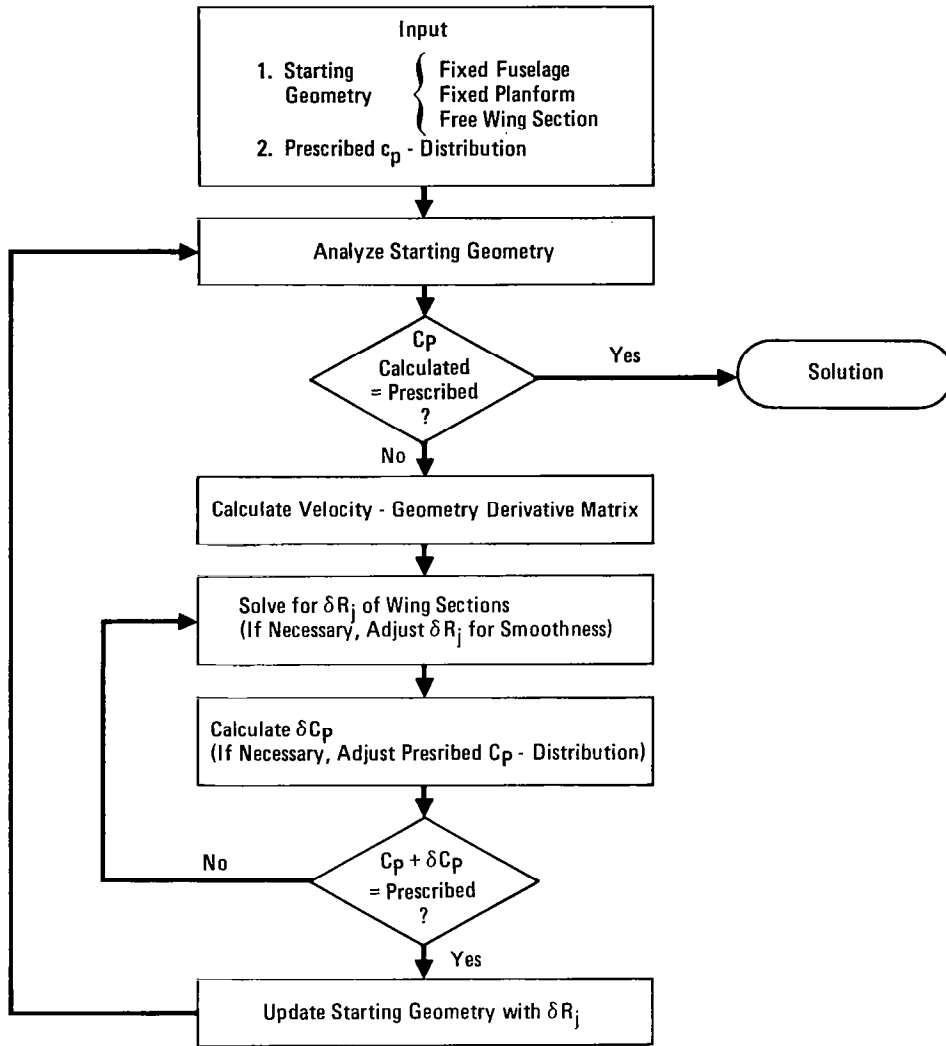 Input
1. Starting Geometry { Fixed Fuselage
Fixed Planform
Free Wing Section
2. Prescribed cp - Distribution
Analyze Starting Geometry
CP
Calculated
= Prescribed
?
Yes
Solution
No
Calculate Velocity - Geometry Derivative Matrix
Solve for δRj of Wing Sections
(If Necessary, Adjust δRj for Smoothness)
Calculate δCP
(If Necessary, Adjust Presribed CP - Distribution)
CP + δCP
= Prescribed
?
No
Yes
Update Starting Geometry with δRj